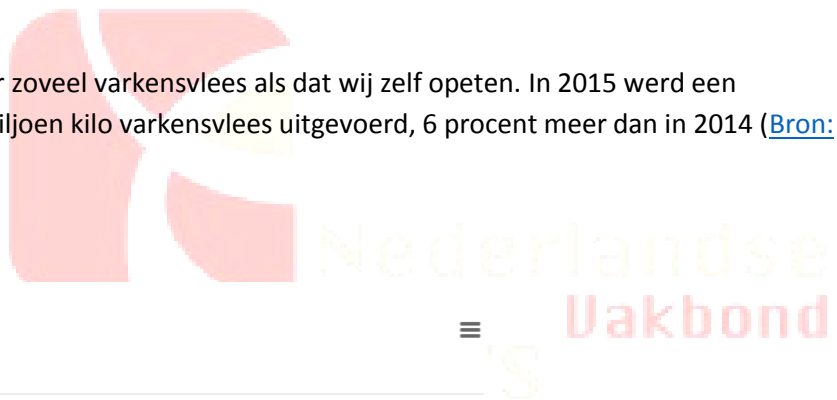 r zoveel varkensvlees als dat wij zelf opeten. In 2015 werd een
iljoen kilo varkensvlees uitgevoerd, 6 procent meer dan in 2014 (Bron:
Nederlandse
Vakbond
'S